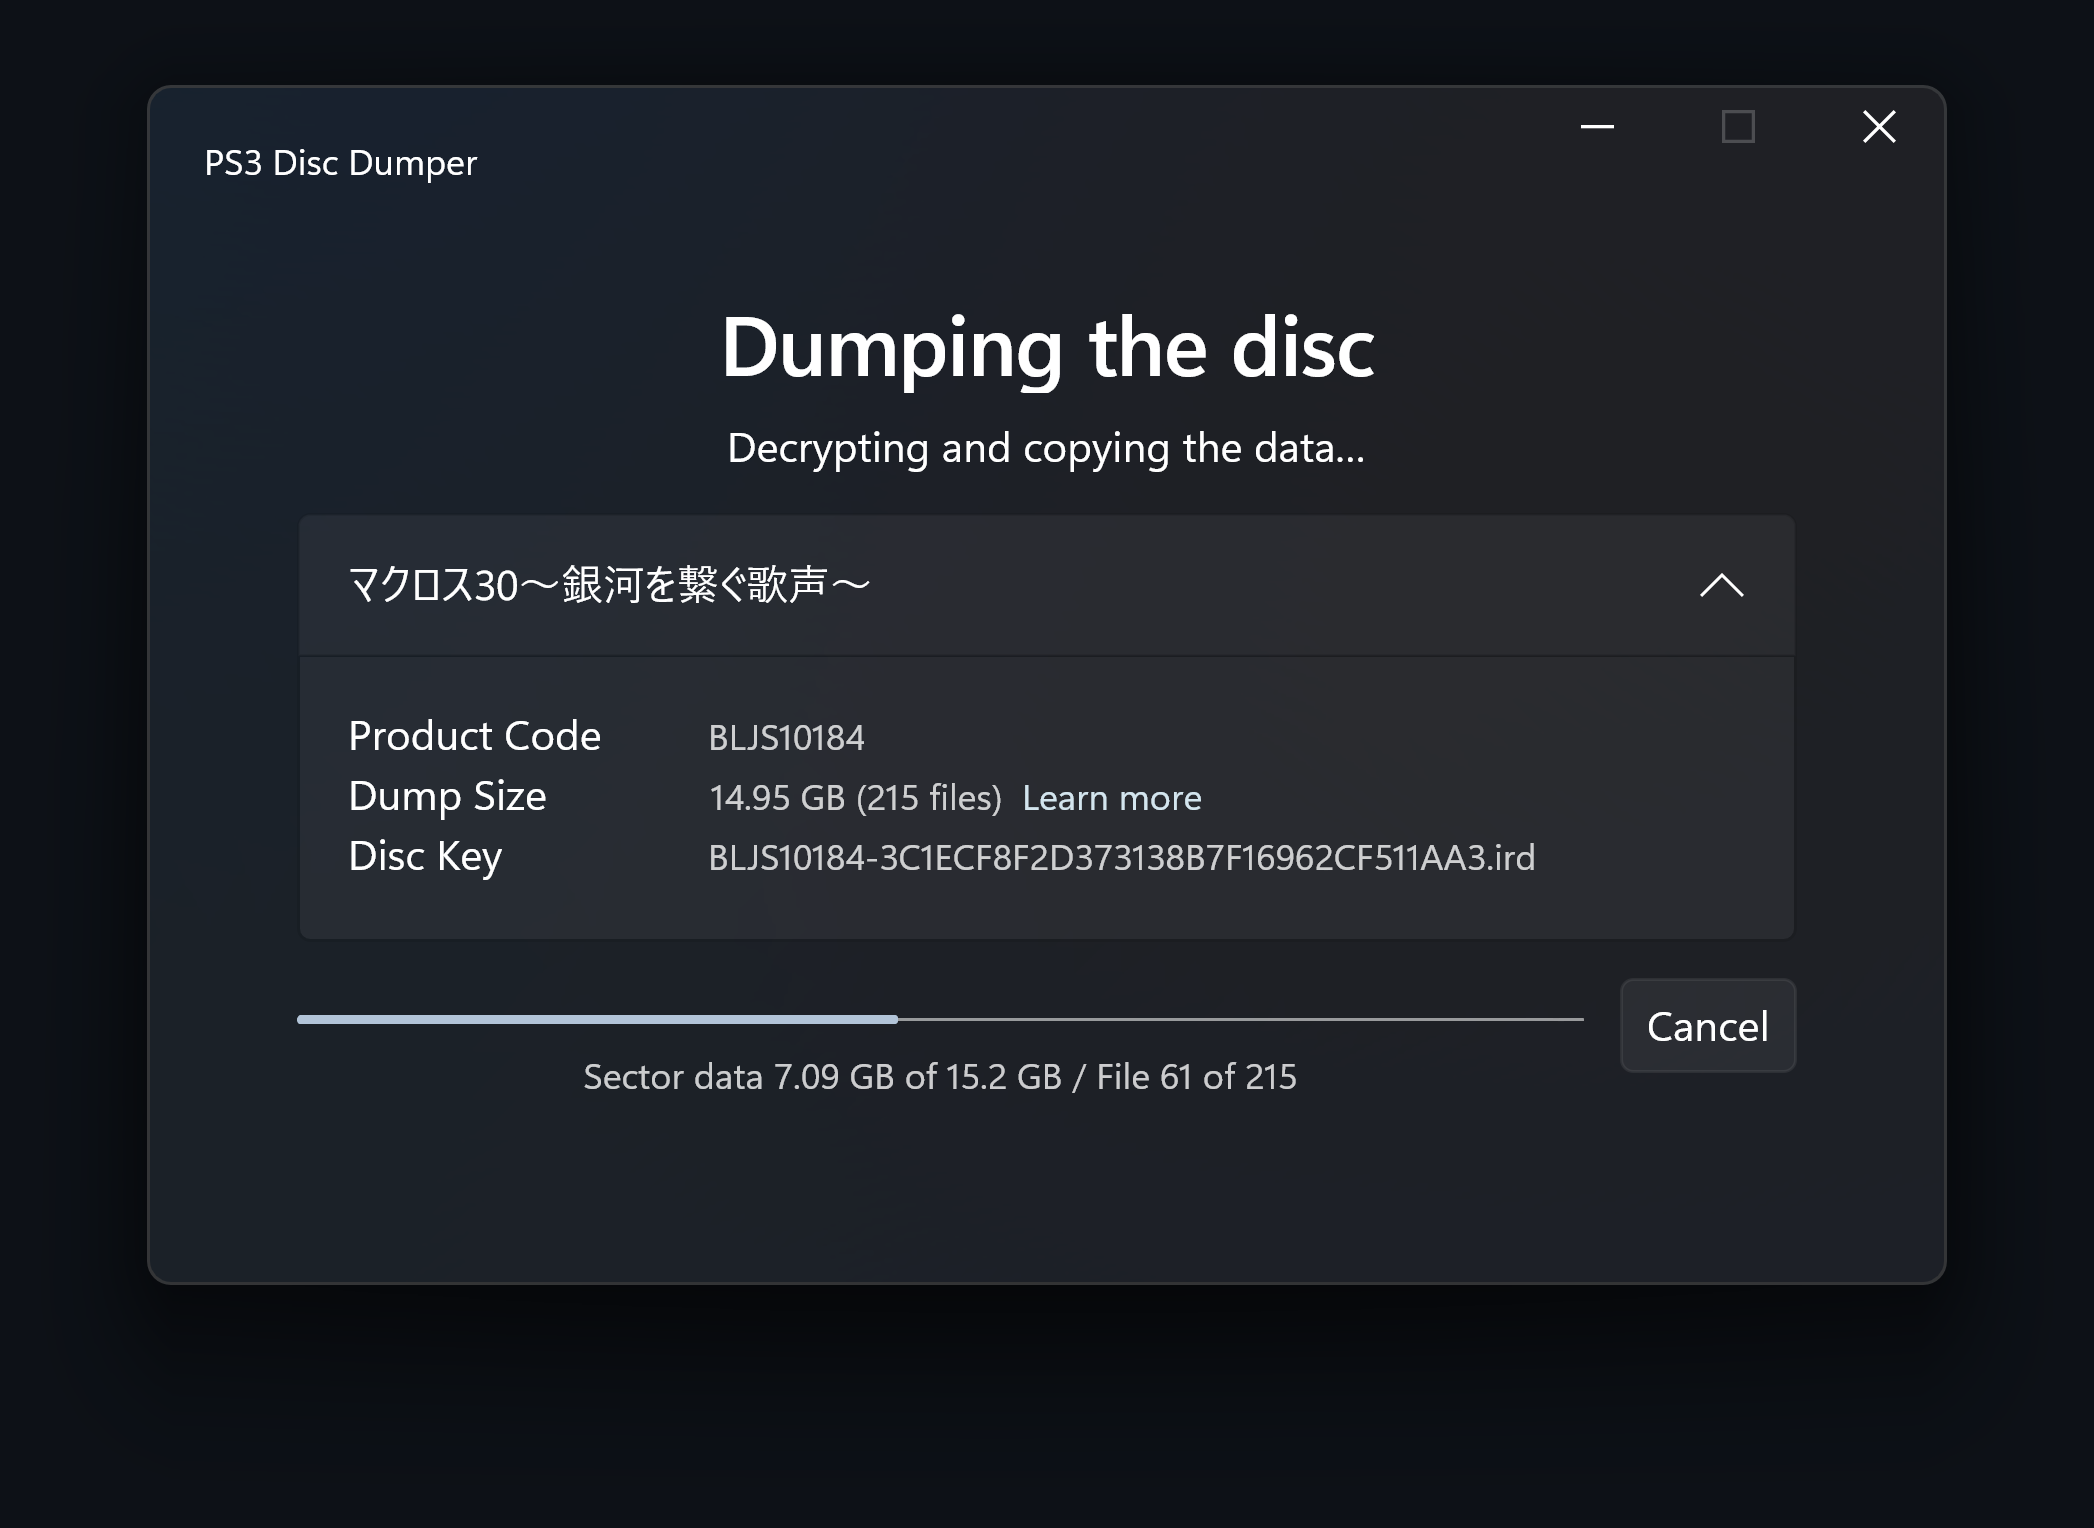 PS3 Disc Dumper
Dumping the disc
Decrypting and copying the data...
マクロス30～銀河を繋ぐ歌声～
Product Code BLJS10184
Dump Size 14.95 GB (215 files) Learn more
Disc Key BLJS10184-3C1ECF8F2D373138B7F16962CF511AA3.ird
Cancel
Sector data 7.09 GB of 15.2 GB / File 61 of 215